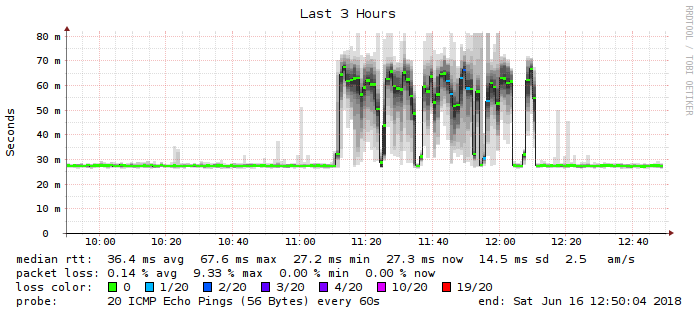 Last 3 Hours
RRDTOOL / TOBI OETIKER
Seconds
80 m
70 m
60 m
50 m
40 m
30 m
20 m
10 m
0
10:00 10:20 10:40 11:00 11:20 11:40 12:00 12:20 12:40
median rtt: 36.4 ms avg 67.6 ms max 27.2 ms min 27.3 ms now 14.5 ms sd 2.5 am/s
packet loss: 0.14 % avg 9.33 % max 0.00 % min 0.00 % now
loss color: 0 1/20 2/20 3/20 4/20 10/20 19/20
probe: 20 ICMP Echo Pings (56 Bytes) every 60s end: Sat Jun 16 12:50:04 2018